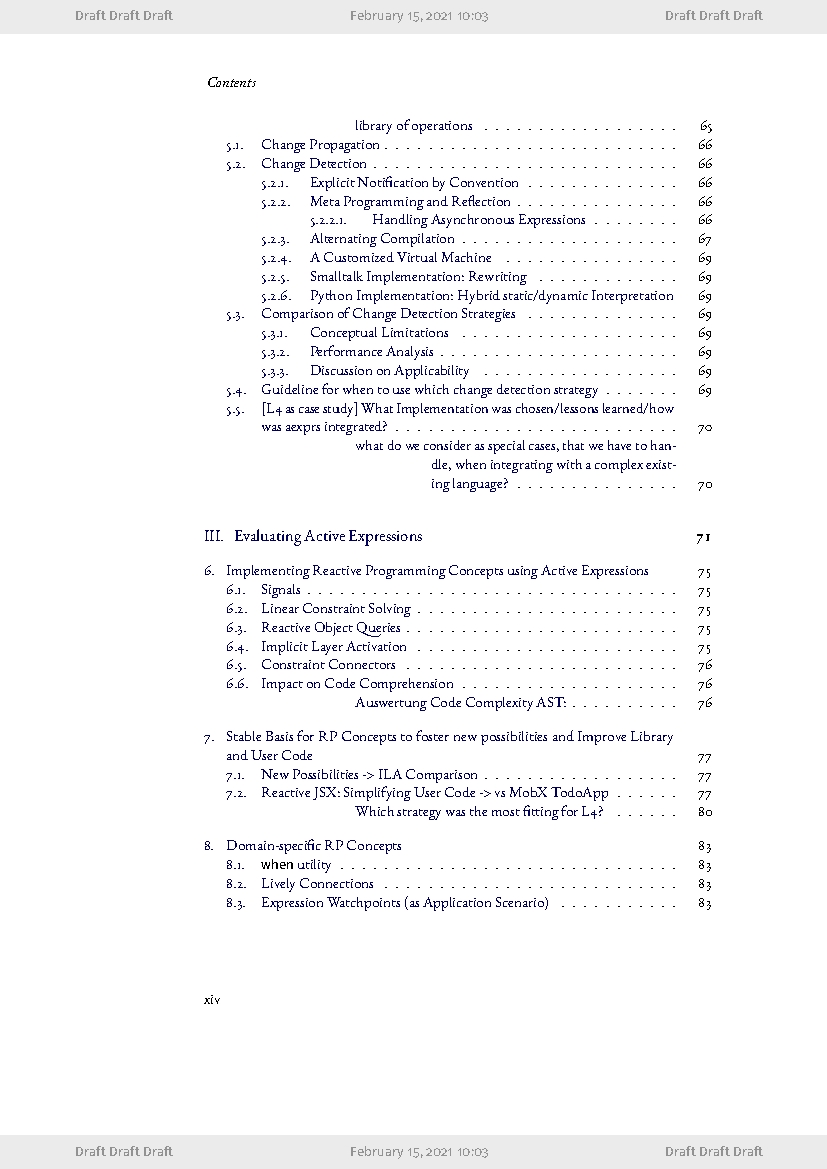 Draft Draft Draft February 15, 2021 10:03 Draft Draft Draft
Contents
library of operations . . . . . . . . . . . . . . . . . . 65
5.1. Change Propagation . . . . . . . . . . . . . . . . . . . . . . . . . . . 66
5.2. Change Detection . . . . . . . . . . . . . . . . . . . . . . . . . . . . 66
5.2.1. Explicit Notification by Convention . . . . . . . . . . . . . . 66
5.2.2. Meta Programming and Reflection . . . . . . . . . . . . . . . 66
5.2.2.1. Handling Asynchronous Expressions . . . . . . . . 66
5.2.3. Alternating Compilation . . . . . . . . . . . . . . . . . . . . 67
5.2.4. A Customized Virtual Machine . . . . . . . . . . . . . . . . 69
5.2.5. Smalltalk Implementation: Rewriting . . . . . . . . . . . . . 69
5.2.6. Python Implementation: Hybrid static/dynamic Interpretation 69
5.3. Comparison of Change Detection Strategies . . . . . . . . . . . . . . 69
5.3.1. Conceptual Limitations . . . . . . . . . . . . . . . . . . . . 69
5.3.2. Performance Analysis . . . . . . . . . . . . . . . . . . . . . . 69
5.3.3. Discussion on Applicability . . . . . . . . . . . . . . . . . . 69
5.4. Guideline for when to use which change detection strategy . . . . . . . 69
5.5. [L4 as case study] What Implementation was chosen/lessons learned/how
was aexprs integrated? . . . . . . . . . . . . . . . . . . . . . . . . . . 70
what do we consider as special cases, that we have to han-
dle, when integrating with a complex exist-
ing language? . . . . . . . . . . . . . . . 70
III. Evaluating Active Expressions 71
6. Implementing Reactive Programming Concepts using Active Expressions 75
6.1. Signals . . . . . . . . . . . . . . . . . . . . . . . . . . . . . . . . . . 75
6.2. Linear Constraint Solving . . . . . . . . . . . . . . . . . . . . . . . . 75
6.3. Reactive Object Queries . . . . . . . . . . . . . . . . . . . . . . . . . 75
6.4. Implicit Layer Activation . . . . . . . . . . . . . . . . . . . . . . . . 75
6.5. Constraint Connectors . . . . . . . . . . . . . . . . . . . . . . . . . 76
6.6. Impact on Code Comprehension . . . . . . . . . . . . . . . . . . . . 76
Auswertung Code Complexity AST: . . . . . . . . . . 76
7. Stable Basis for RP Concepts to foster new possibilities and Improve Library
and User Code 77
7.1. New Possibilities -> ILA Comparison . . . . . . . . . . . . . . . . . . 77
7.2. Reactive JSX: Simplifying User Code -> vs MobX TodoApp . . . . . . 77
Which strategy was the most fitting for L4? . . . . . . 80
8. Domain-specific RP Concepts 83
8.1. when utility . . . . . . . . . . . . . . . . . . . . . . . . . . . . . . . 83
8.2. Lively Connections . . . . . . . . . . . . . . . . . . . . . . . . . . . 83
8.3. Expression Watchpoints (as Application Scenario) . . . . . . . . . . . 83
xiv
Draft Draft Draft February 15, 2021 10:03 Draft Draft Draft